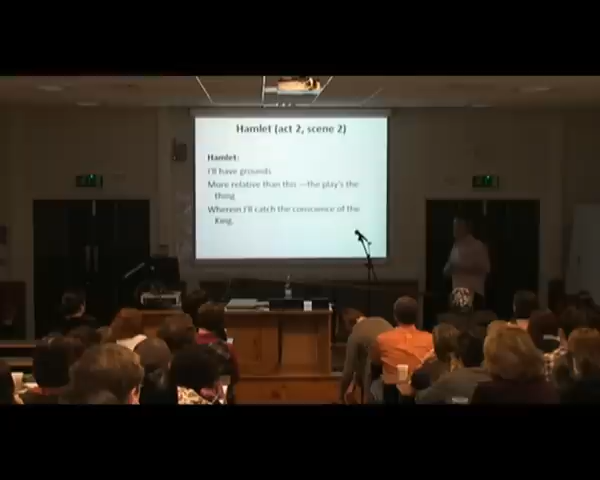 Hamlet (act 2, scene 2)
Hamlet:
I'll have grounds
More relative than this —the play's the
thing
Wherein I'll catch the conscience of the
King.